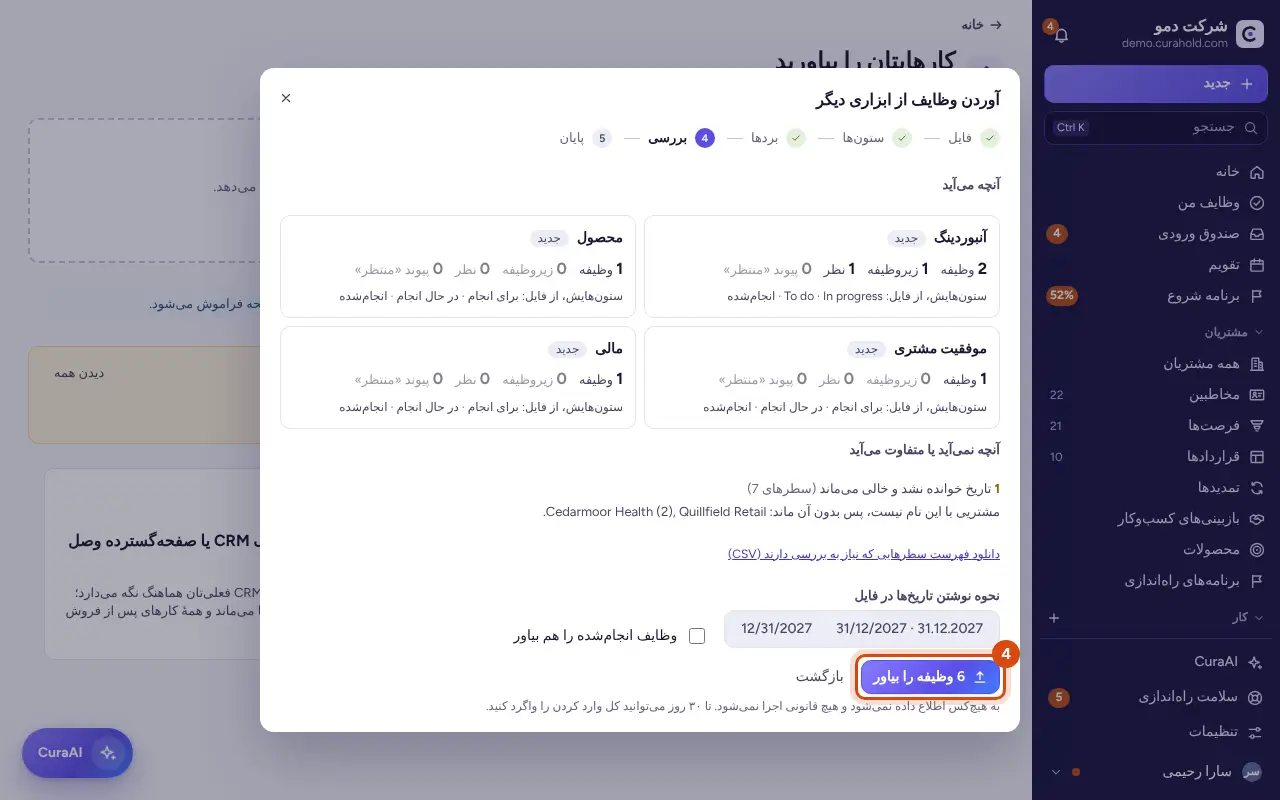 شرکت دمو
demo.curahold.com
4
جدید
جستجو
Ctrl K
خانه
وظایف من
صندوق ورودی
4
تقویم
برنامه شروع
52%
مشتریان
همه مشتریان
مخاطبین
22
فرصت‌ها
21
قراردادها
10
تمدیدها
بازبینی‌های کسب‌وکار
محصولات
برنامه‌های راه‌اندازی
کار
CuraAI
سلامت راه‌اندازی
5
تنظیمات
سر
سارا رحیمی
خانه
کارهایتان را بیاورید
می‌دهد.
حه فراموش می‌شود.
دیدن همه
CRM یا صفحه‌گسترده وصل
CRM فعلی‌تان هماهنگ نگه می‌دارد؛
ا می‌ماند و همهٔ کارهای پس از فروش
CuraAI
آوردن وظایف از ابزاری دیگر
فایل
ستون‌ها
بردها
4 بررسی
5 پایان
آنچه می‌آید
آنبوردینگ جدید
2 وظیفه 1 زیروظیفه 1 نظر 0 پیوند «منتظر»
ستون‌هایش، از فایل: To do · In progress · انجام‌شده
محصول جدید
1 وظیفه 0 زیروظیفه 0 نظر 0 پیوند «منتظر»
ستون‌هایش، از فایل: برای انجام · در حال انجام · انجام‌شده
موفقیت مشتری جدید
1 وظیفه 0 زیروظیفه 0 نظر 0 پیوند «منتظر»
ستون‌هایش، از فایل: برای انجام · در حال انجام · انجام‌شده
مالی جدید
1 وظیفه 0 زیروظیفه 0 نظر 0 پیوند «منتظر»
ستون‌هایش، از فایل: برای انجام · در حال انجام · انجام‌شده
آنچه نمی‌آید یا متفاوت می‌آید
1 تاریخ خوانده نشد و خالی می‌ماند (سطرهای 7)
مشتریی با این نام نیست، پس بدون آن ماند: Cedarmoor Health (2), Quillfield Retail.
دانلود فهرست سطرهایی که نیاز به بررسی دارند (CSV)
نحوه نوشتن تاریخ‌ها در فایل
31/12/2027 · 31.12.2027
12/31/2027
وظایف انجام‌شده را هم بیاور
4
6 وظیفه را بیاور
بازگشت
به هیچ‌کس اطلاع داده نمی‌شود و هیچ قانونی اجرا نمی‌شود. تا ۳۰ روز می‌توانید کل وارد کردن را واگرد کنید.